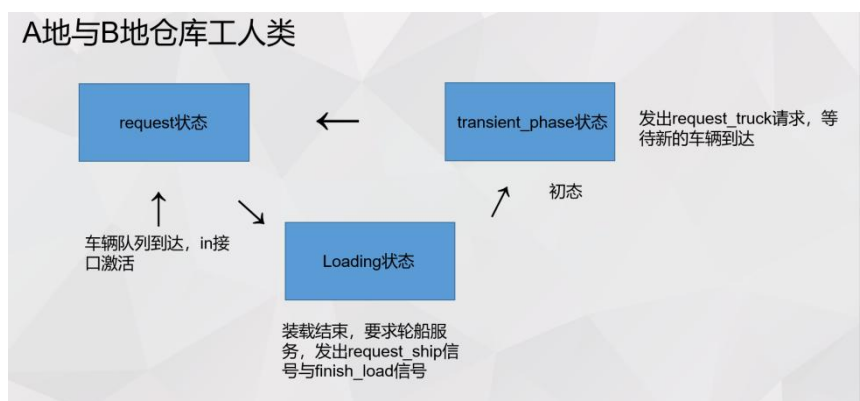 A地与B地仓库工人类
request状态
transient_phase状态
发出request_truck请求，等
待新的车辆到达
初态
车辆队列到达，in接
口激活
Loading状态
装载结束，要求轮船服
务，发出request_ship信
号与finish_load信号